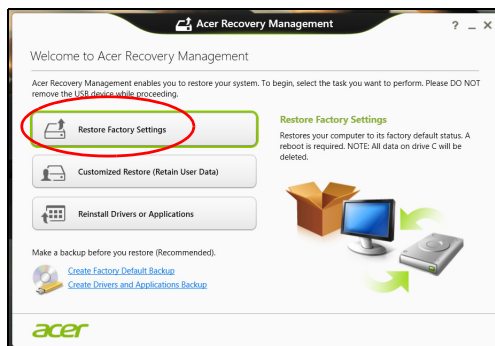 Acer Recovery Management
?
Welcome to Acer Recovery Management
Acer Recovery Management enables you to restore your system. To begin, select the task you want to perform. Please DO NOT
remove the USB device while proceeding.
Restore Factory Settings
Customized Restore (Retain User Data)
Reinstall Drivers or Applications
Restore Factory Settings
Restores your computer to its factory default status. A
reboot is required. NOTE: All data on drive C will be
deleted.
Make a backup before you restore (Recommended).
Create Factory Default Backup
Create Drivers and Applications Backup
acer